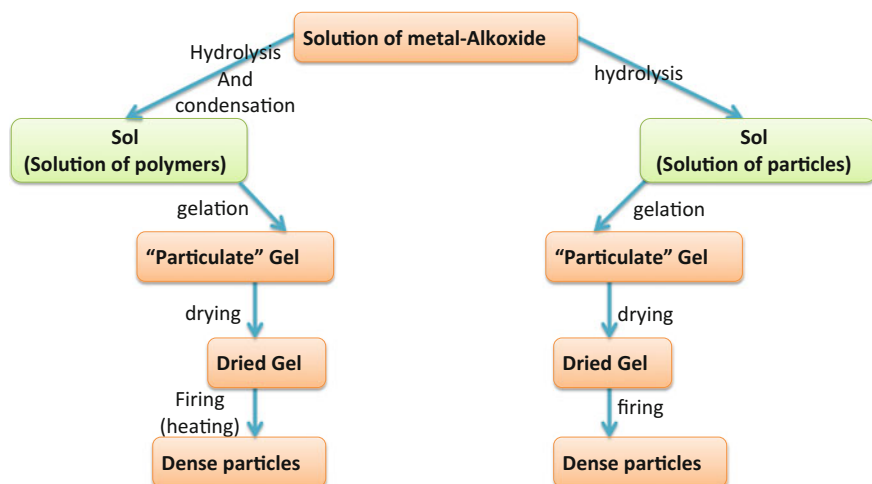 Solution of metal-Alkoxide
Hydrolysis
And
condensation
hydrolysis
Sol
(Solution of polymers)
Sol
(Solution of particles)
gelation
gelation
“Particulate” Gel
“Particulate” Gel
drying
drying
Dried Gel
Dried Gel
Firing
(heating)
firing
Dense particles
Dense particles